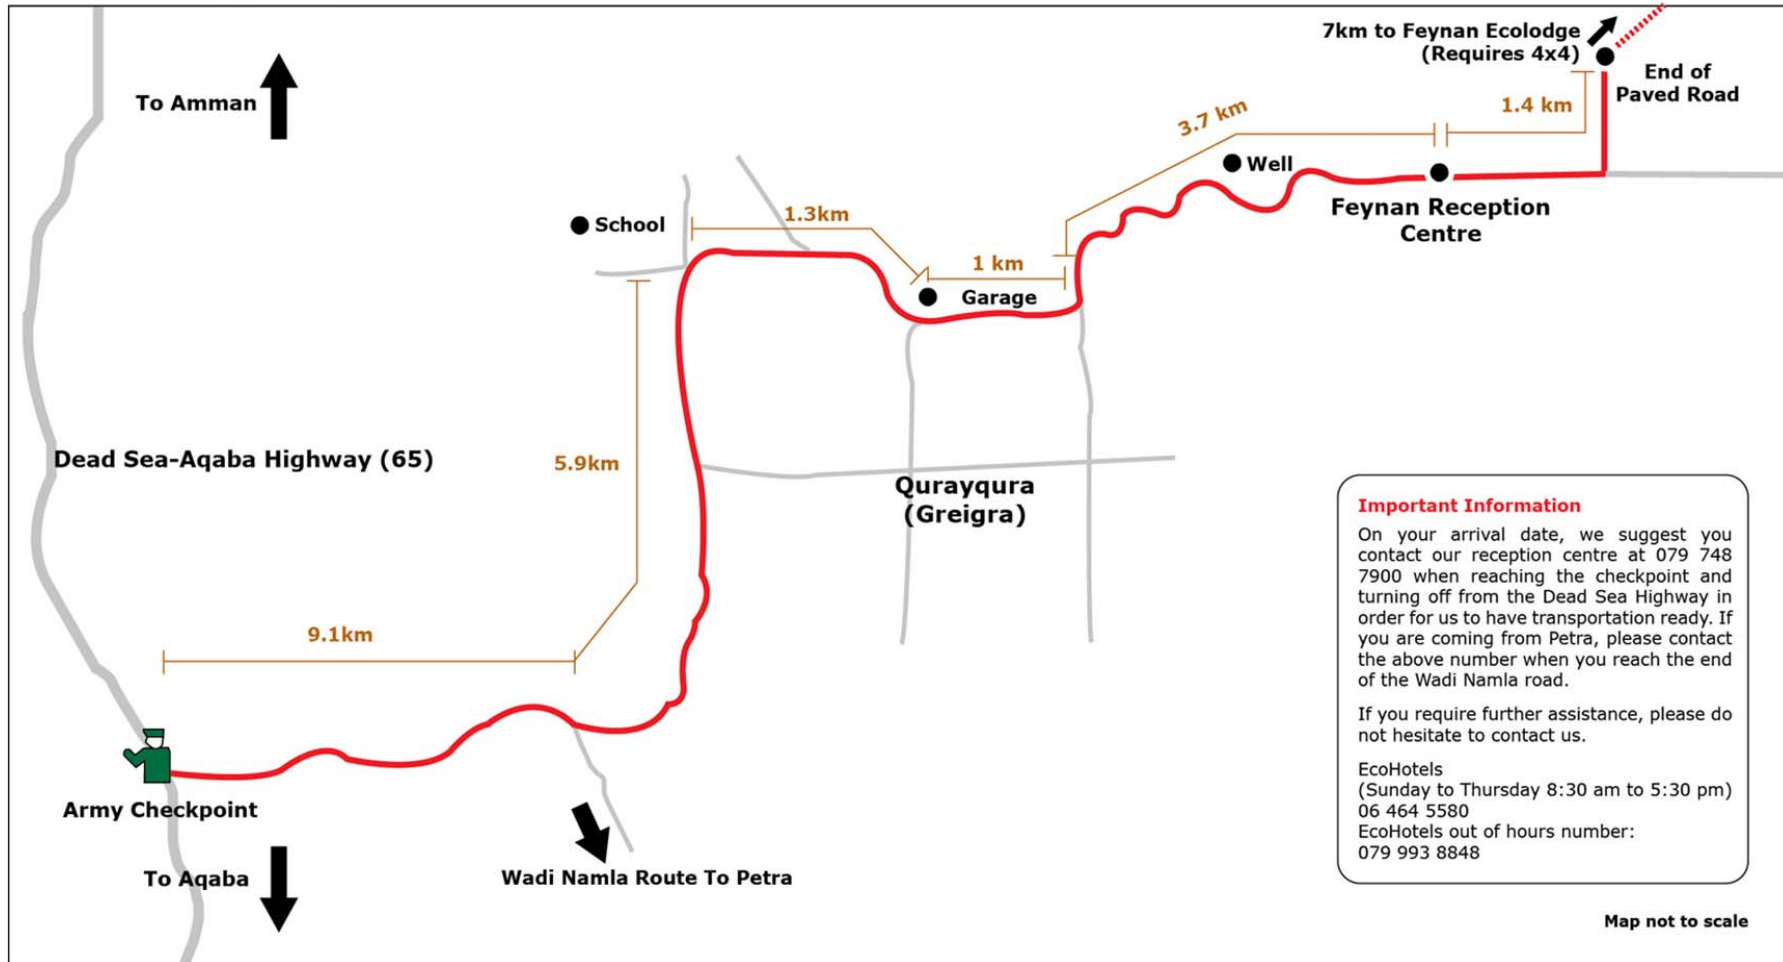 7km to Feynan Ecolodge
(Requires 4x4)
End of
Paved Road
To Amman
3.7 km
1.4 km
Well
School
1.3km
Feynan Reception
Centre
1 km
Garage
Dead Sea-Aqaba Highway (65)
5.9km
Qurayqura
(Greigra)
9.1km
Army Checkpoint
To Aqaba
Wadi Namla Route To Petra
Important Information
On your arrival date, we suggest you
contact our reception centre at 079 748
7900 when reaching the checkpoint and
turning off from the Dead Sea Highway in
order for us to have transportation ready. If
you are coming from Petra, please contact
the above number when you reach the end
of the Wadi Namla road.
If you require further assistance, please do
not hesitate to contact us.
EcoHotels
(Sunday to Thursday 8:30 am to 5:30 pm)
06 464 5580
EcoHotels out of hours number:
079 993 8848
Map not to scale